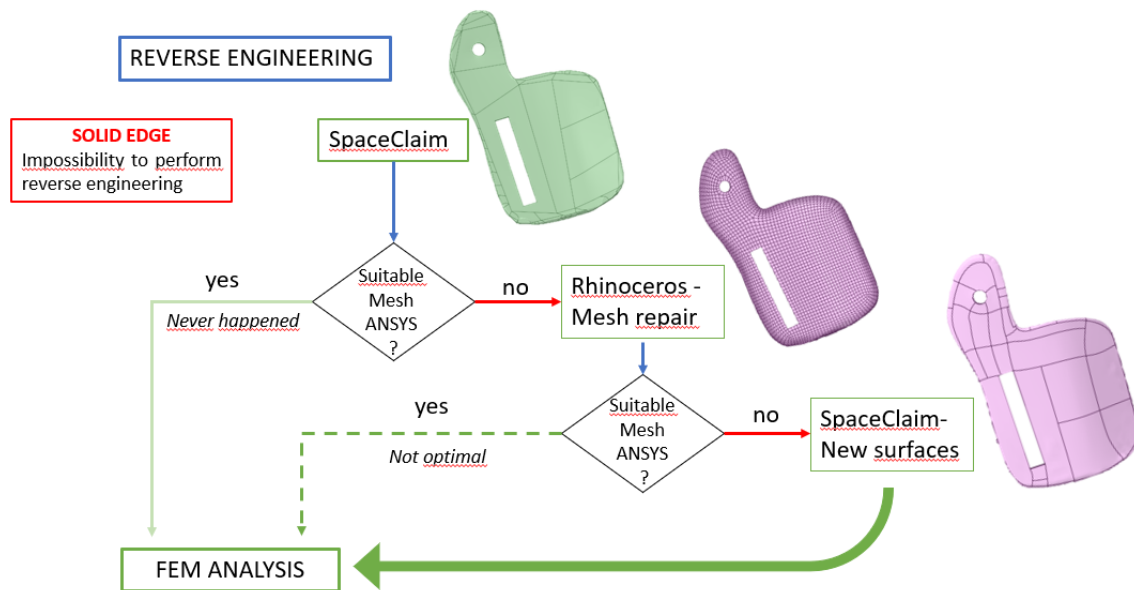 REVERSE ENGINEERING
SOLID EDGE
Impossibility to perform
reverse engineering
SpaceClaim
yes
Never happened
Suitable
Mesh
ANSYS
?
no
Rhinoceros -
Mesh repair
yes
Not optimal
Suitable
Mesh
ANSYS
?
no
SpaceClaim-
New surfaces
FEM ANALYSIS